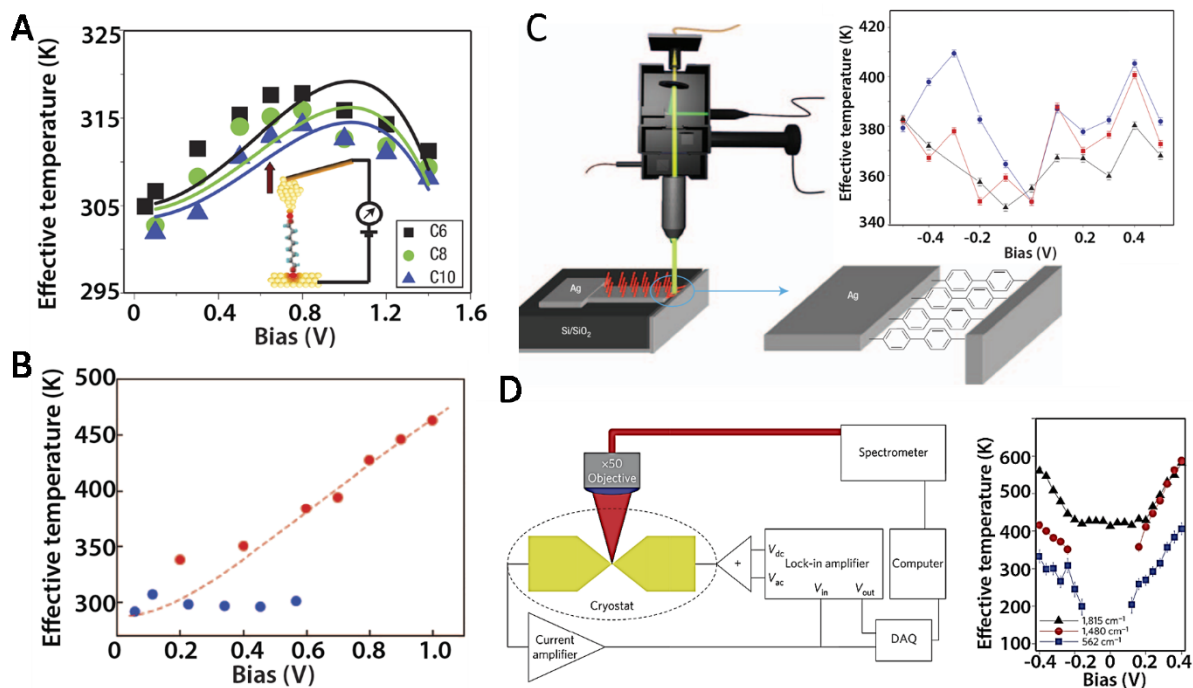 A
Effective temperature (K)
325
315
305
295
0.0
0.4
0.8
1.2
1.6
Bias (V)
C6
C8
C10
B
Effective temperature (K)
500
450
400
350
300
0.0
0.2
0.4
0.6
0.8
1.0
Bias (V)
C
Ag
Si/SiO₂
Ag
Effective temperature (K)
420
400
380
360
340
-0.4
-0.2
0
0.2
0.4
Bias (V)
D
×50
Objective
Spectrometer
Cryostat
+
Vdc
Vac
Lock-in amplifier
Vin
Vout
Computer
DAQ
Current
amplifier
Effective temperature (K)
600
500
400
300
200
100
1,815 cm⁻¹
1,480 cm⁻¹
562 cm⁻¹
-0.4
-0.2
0
0.2
0.4
Bias (V)